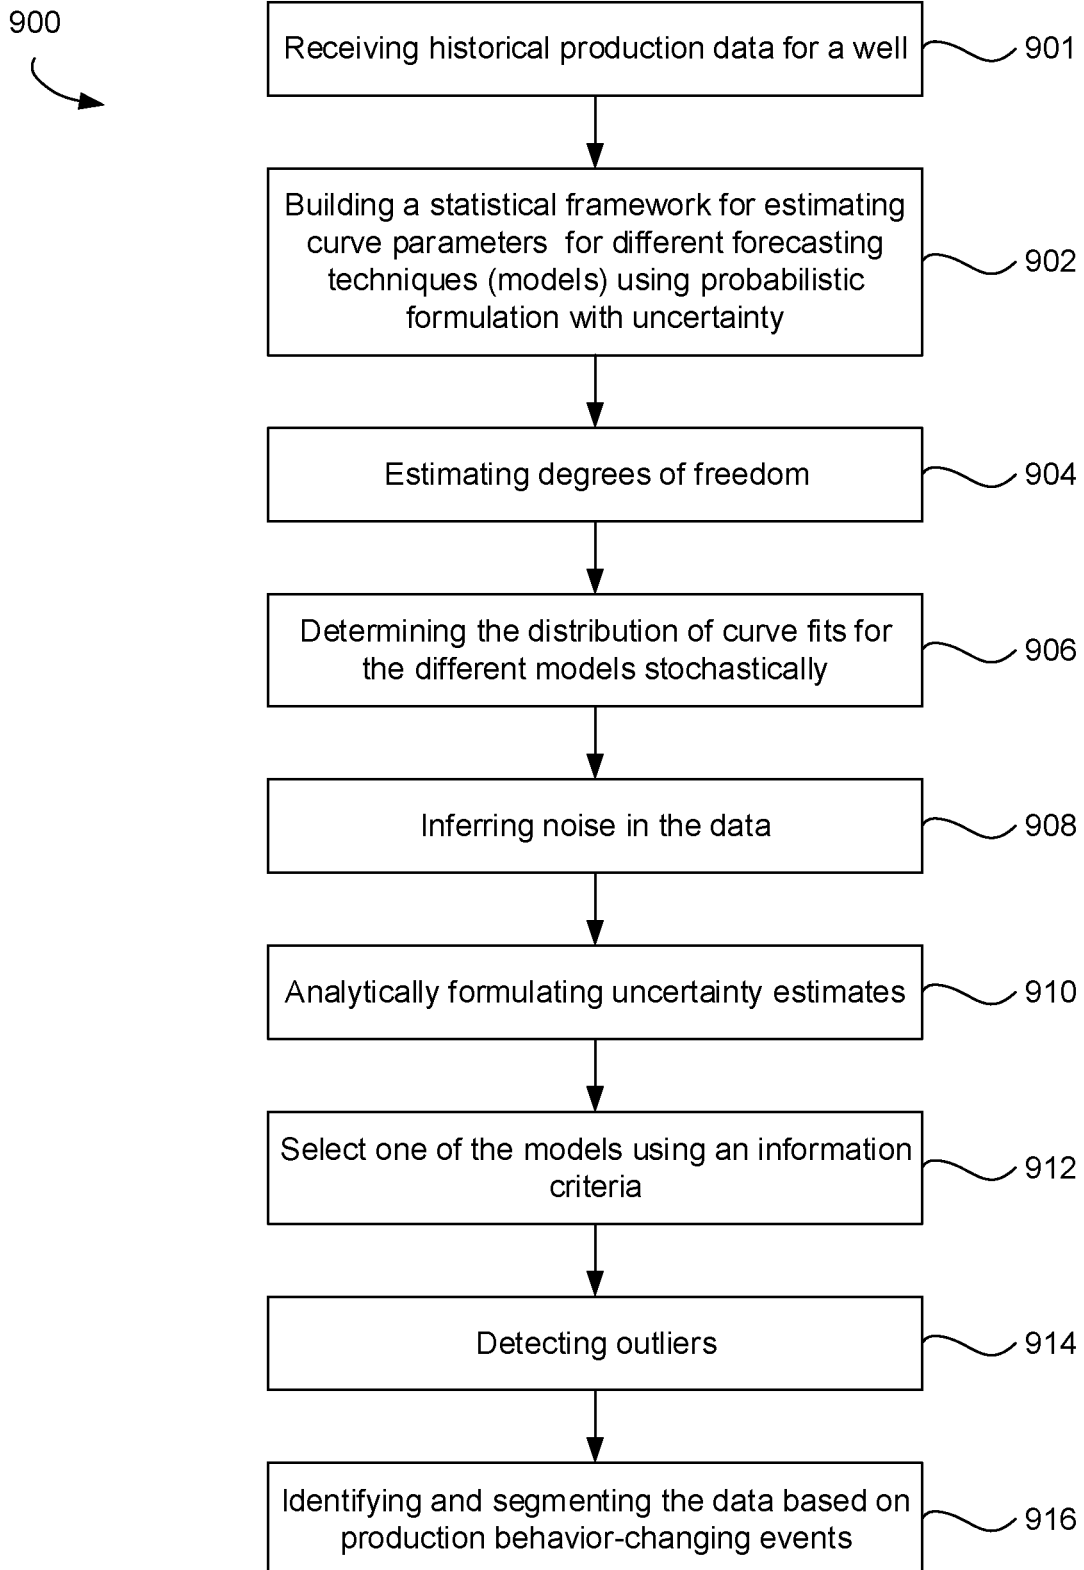 900
Receiving historical production data for a well
901
Building a statistical framework for estimating
curve parameters for different forecasting
techniques (models) using probabilistic
formulation with uncertainty
902
Estimating degrees of freedom
904
Determining the distribution of curve fits for
the different models stochastically
906
Inferring noise in the data
908
Analytically formulating uncertainty estimates
910
Select one of the models using an information
criteria
912
Detecting outliers
914
Identifying and segmenting the data based on
production behavior-changing events
916